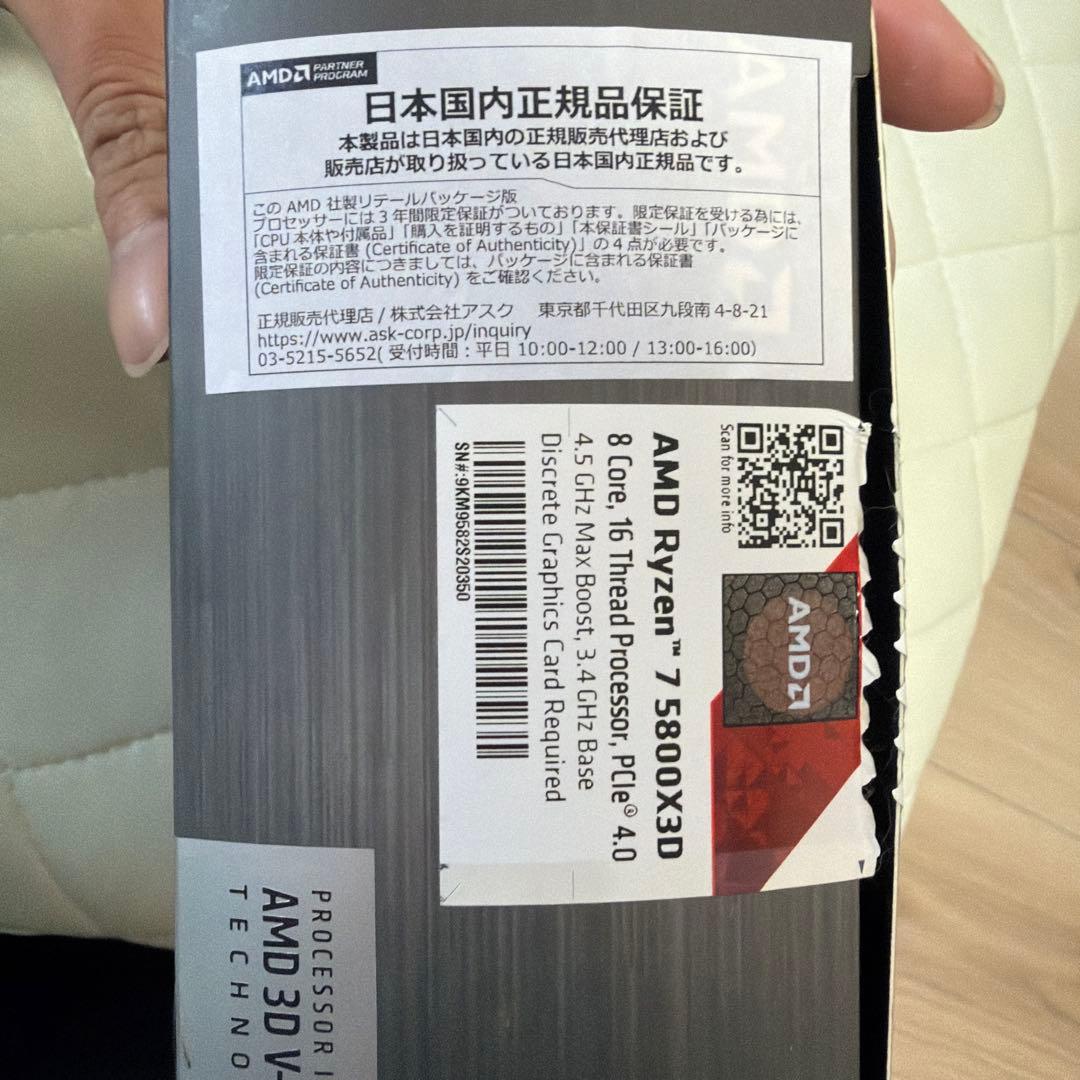 AMD PARTNER PROGRAM
日本国内正規品保証
本製品は日本国内の正規販売代理店および
販売店が取り扱っている日本国内正規品です。
この AMD 社製リテールパッケージ版
プロセッサーには3年間限定保証がついております。限定保証を受ける為には、
「CPU 本体や付属品」「購入を証明するもの」「本保証書シール」「パッケージに
含まれる保証書 (Certificate of Authenticity)」の4点が必要です。
限定保証の内容につきましては、パッケージに含まれる保証書
(Certificate of Authenticity) をご確認ください。
正規販売代理店 / 株式会社アスク 東京都千代田区九段南 4-8-21
https://www.ask-corp.jp/inquiry
03-5215-5652( 受付時間：平日 10:00-12:00 / 13:00-16:00)
Scan for more info
AMD
AMD Ryzen™ 7 5800X3D
8 Core, 16 Thread Processor, PCIe® 4.0
4.5 GHz Max Boost, 3.4 GHz Base
Discrete Graphics Card Required
SN#:9KM9582S20350
PROCESSOR
AMD 3D V-
TECHNO